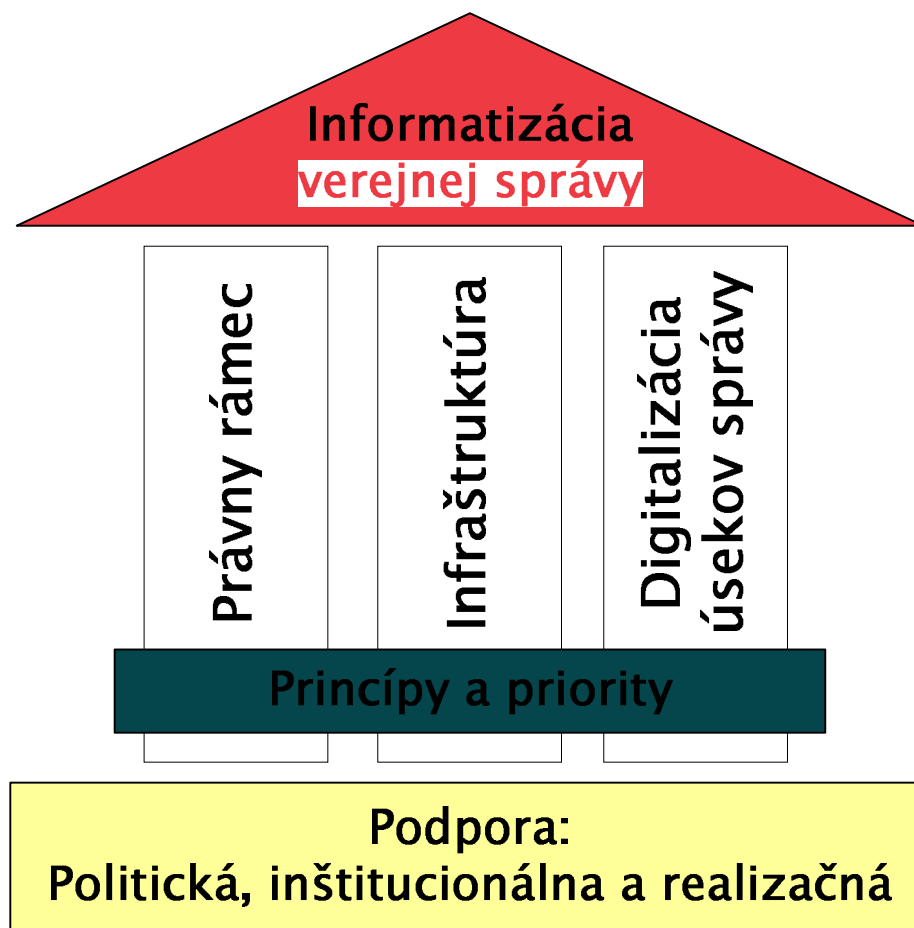 Informatizácia
verejnej správy
Právny rámec
Infraštruktúra
Digitalizácia
úsekov správy
Princípy a priority
Podpora:
Politická, inštitucionálna a realizačná